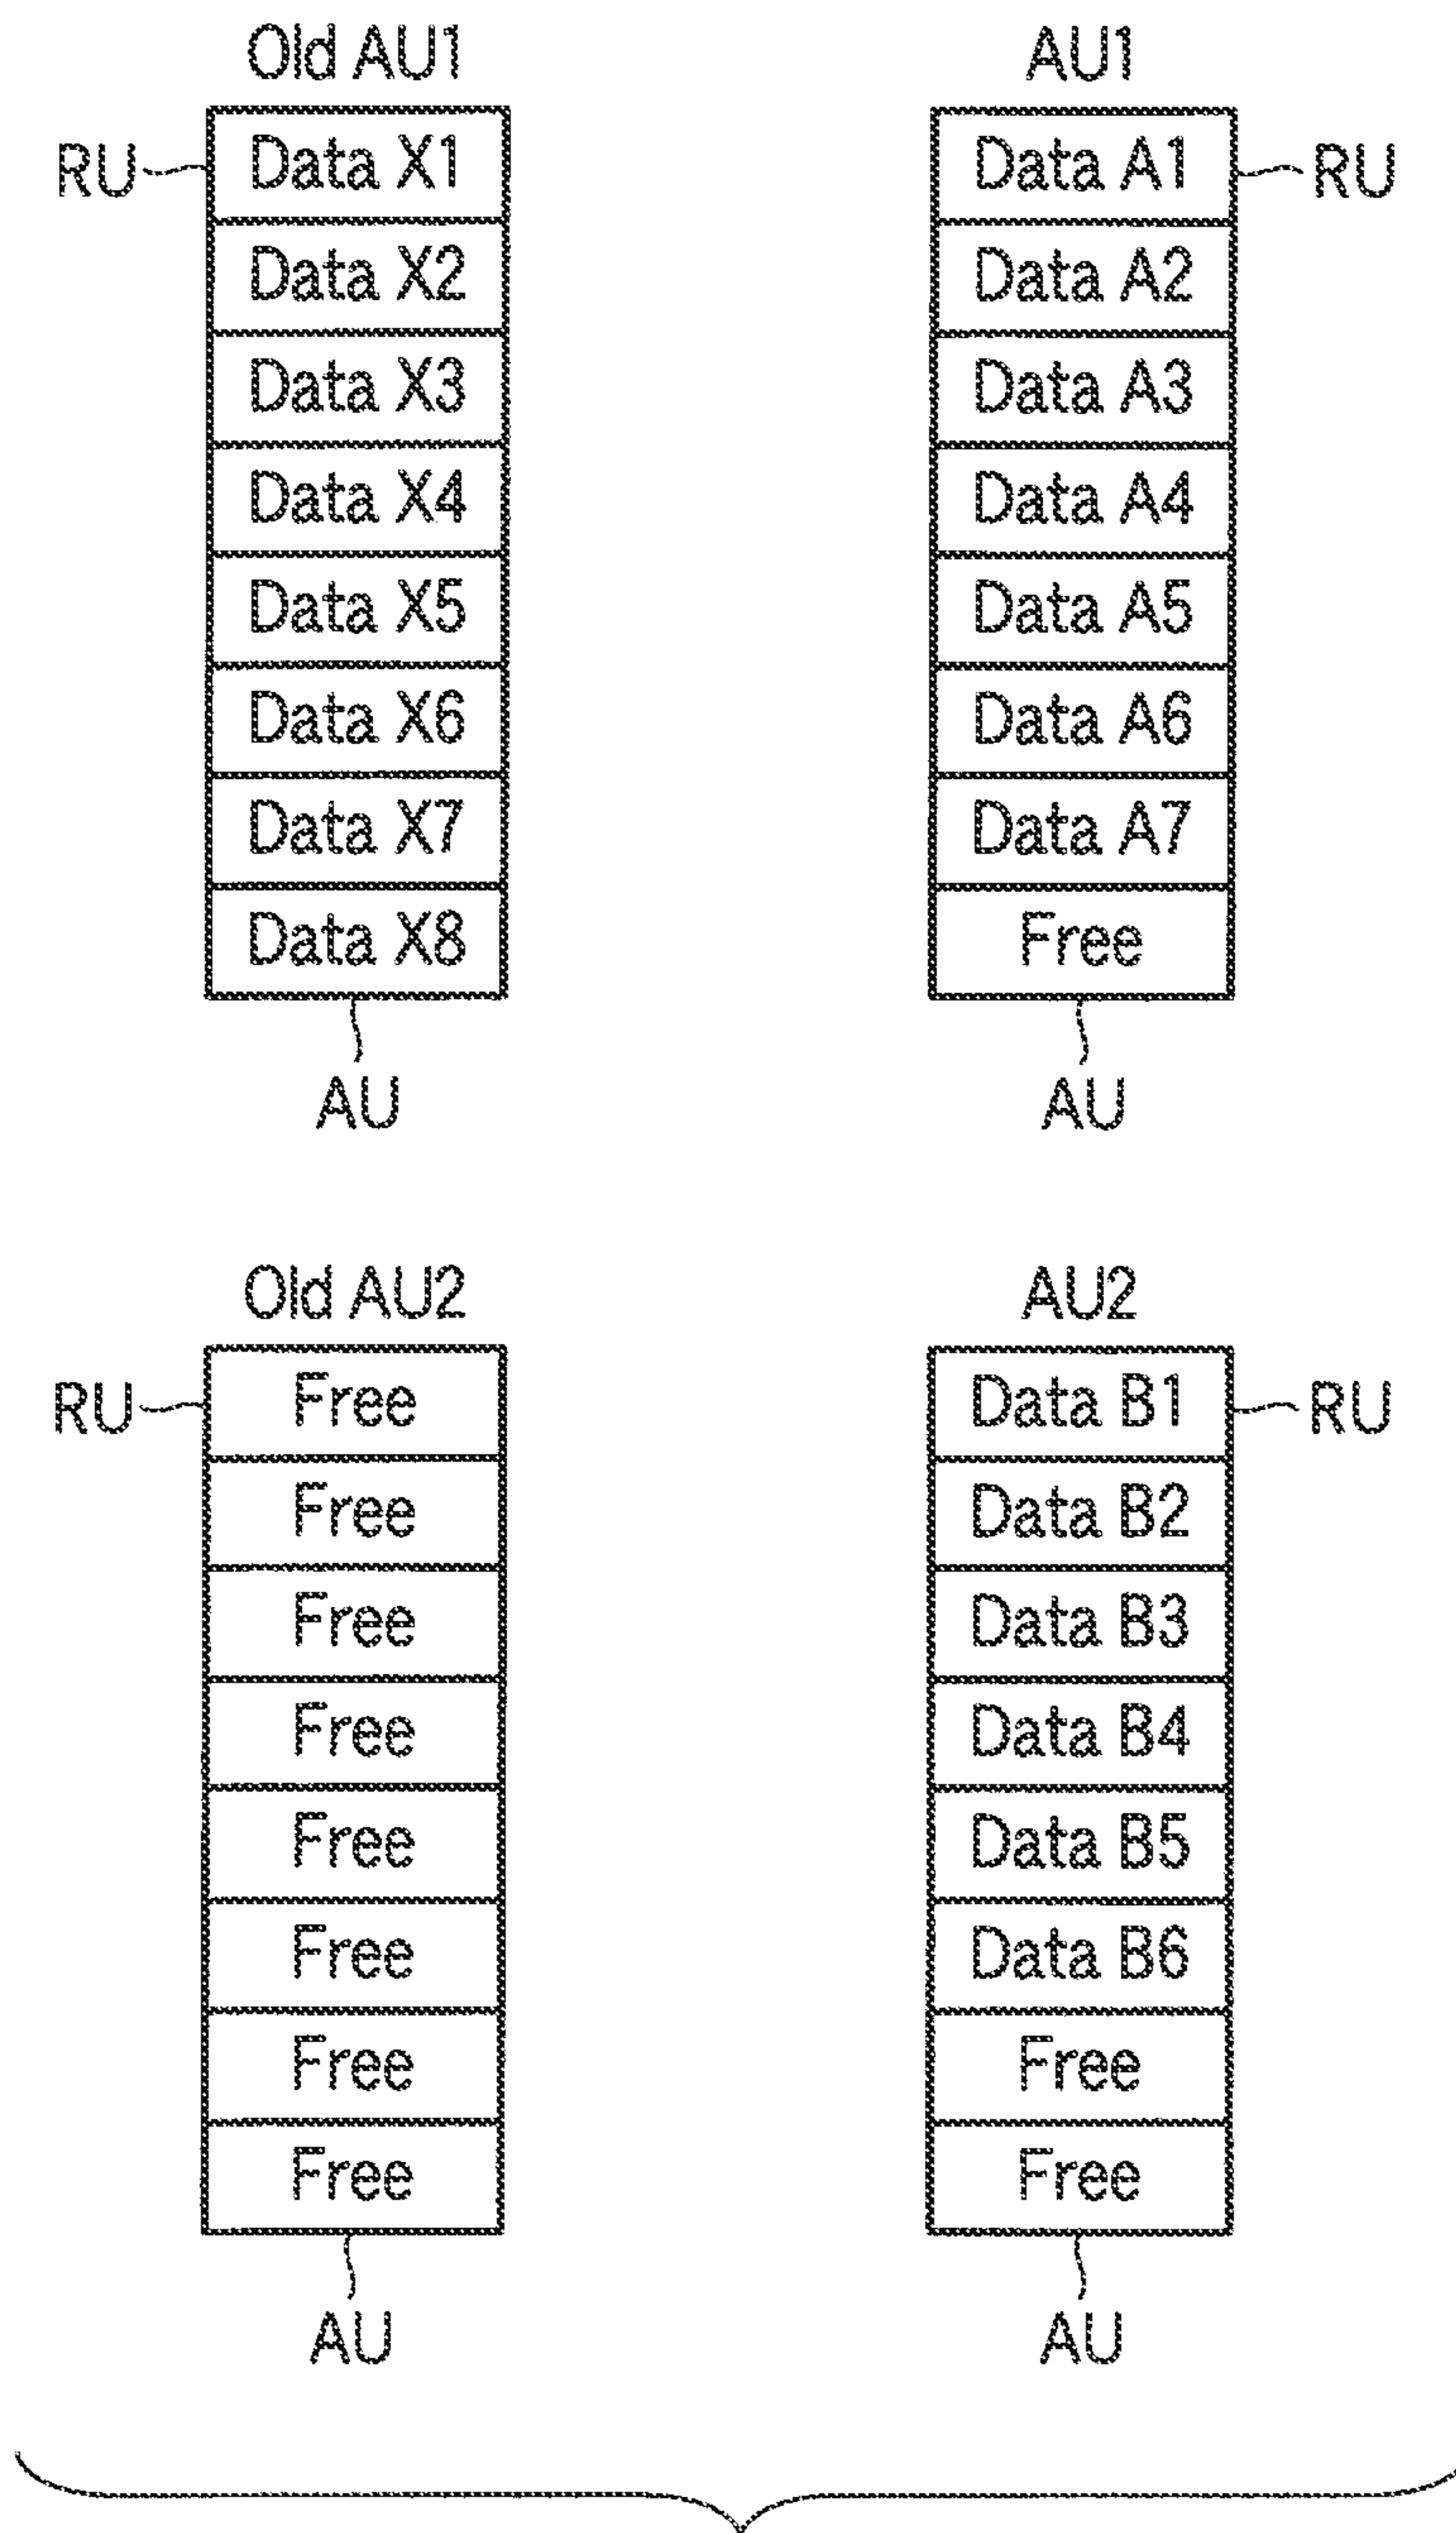 Old AU1
RU
Data X1
Data X2
Data X3
Data X4
Data X5
Data X6
Data X7
Data X8
AU
AU1
Data A1
RU
Data A2
Data A3
Data A4
Data A5
Data A6
Data A7
Free
AU
Old AU2
RU
Free
Free
Free
Free
Free
Free
Free
Free
AU
AU2
Data B1
RU
Data B2
Data B3
Data B4
Data B5
Data B6
Free
Free
AU